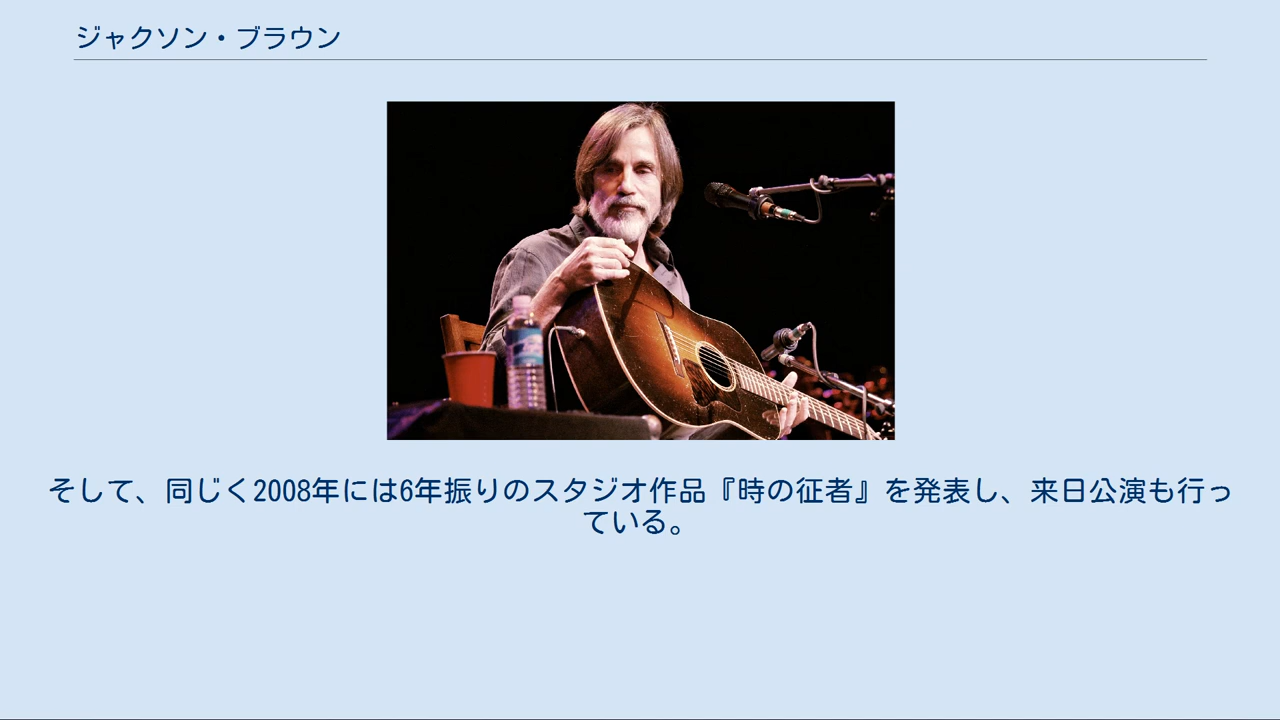 ジャクソン・ブラウン
そして、同じく2008年には6年振りのスタジオ作品『時の征者』を発表し、来日公演も行っ
ている。